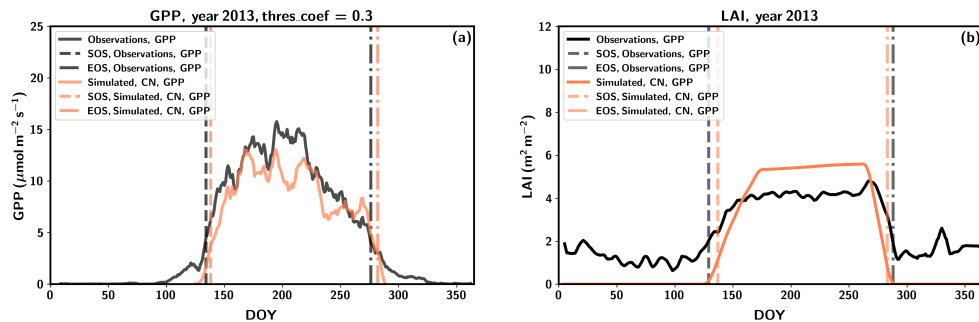 GPP, year 2013, thres_coef = 0.3
(a)
Observations, GPP
SOS, Observations, GPP
EOS, Observations, GPP
Simulated, CN, GPP
SOS, Simulated, CN, GPP
EOS, Simulated, CN, GPP
GPP (μmol m⁻² s⁻¹)
25
20
15
10
5
0
0 50 100 150 200 250 300 350
DOY
LAI, year 2013
(b)
Observations, GPP
SOS, Observations, GPP
EOS, Observations, GPP
Simulated, CN, GPP
SOS, Simulated, CN, GPP
EOS, Simulated, CN, GPP
LAI (m² m⁻²)
12
10
8
6
4
2
0
0 50 100 150 200 250 300 350
DOY